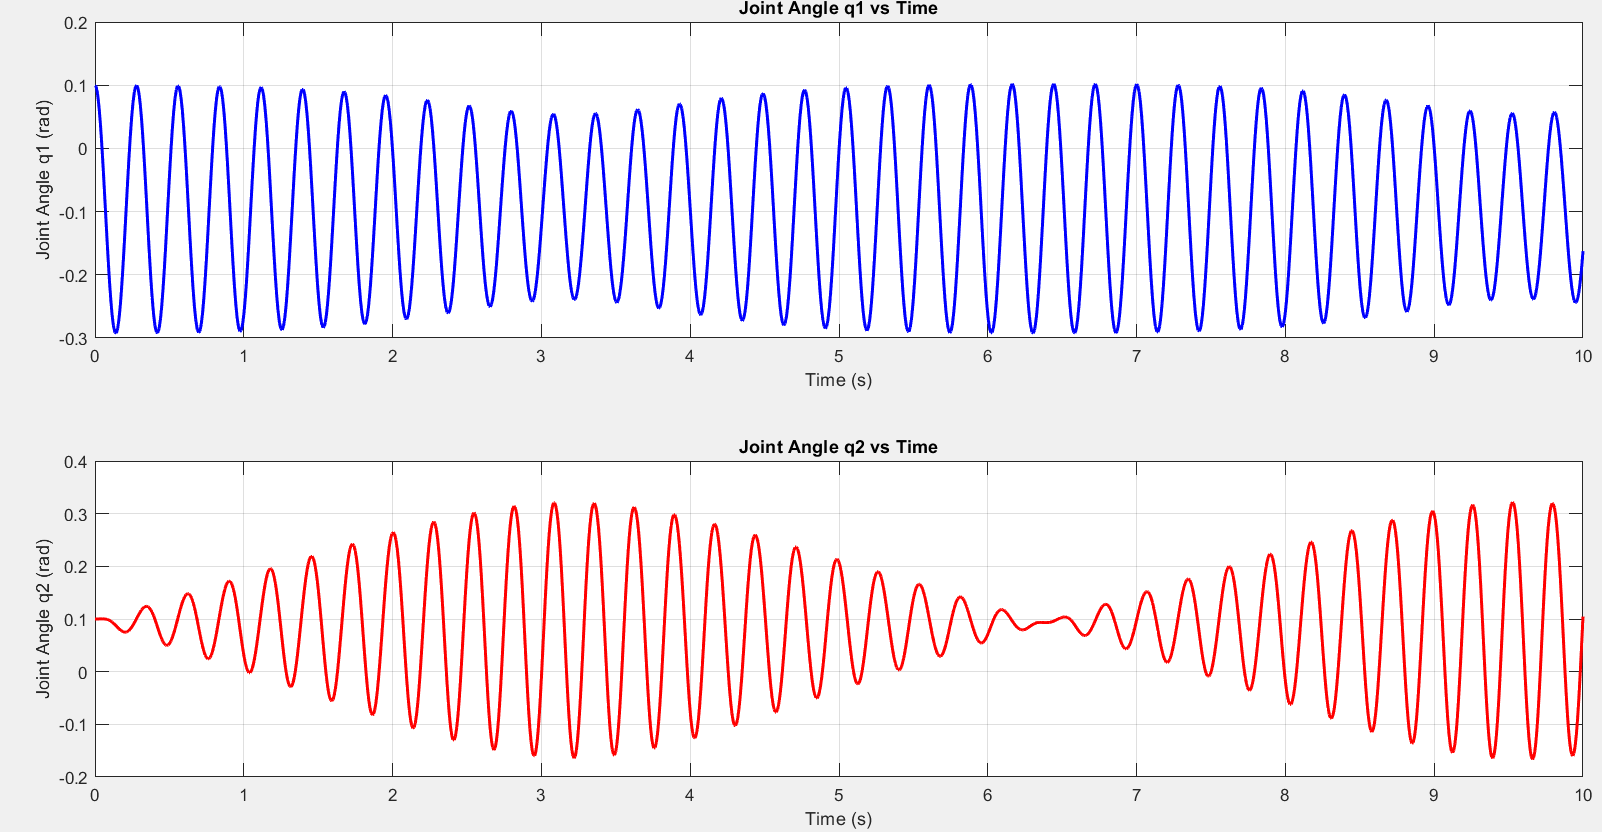 Joint Angle q1 vs Time
Joint Angle q1 (rad)
0.2
0.1
0
-0.1
-0.2
-0.3
0 1 2 3 4 5 6 7 8 9 10
Time (s)
Joint Angle q2 vs Time
Joint Angle q2 (rad)
0.4
0.3
0.2
0.1
0
-0.1
-0.2
0 1 2 3 4 5 6 7 8 9 10
Time (s)